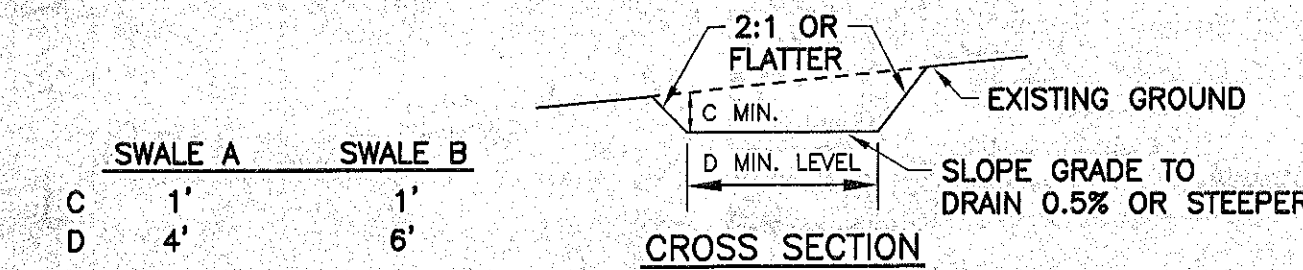 2:1 OR
FLATTER
C MIN.
EXISTING GROUND
D MIN. LEVEL
SLOPE GRADE TO
DRAIN 0.5% OR STEEPER
CROSS SECTION
SWALE A SWALE B
C 1' 1'
D 4' 6'